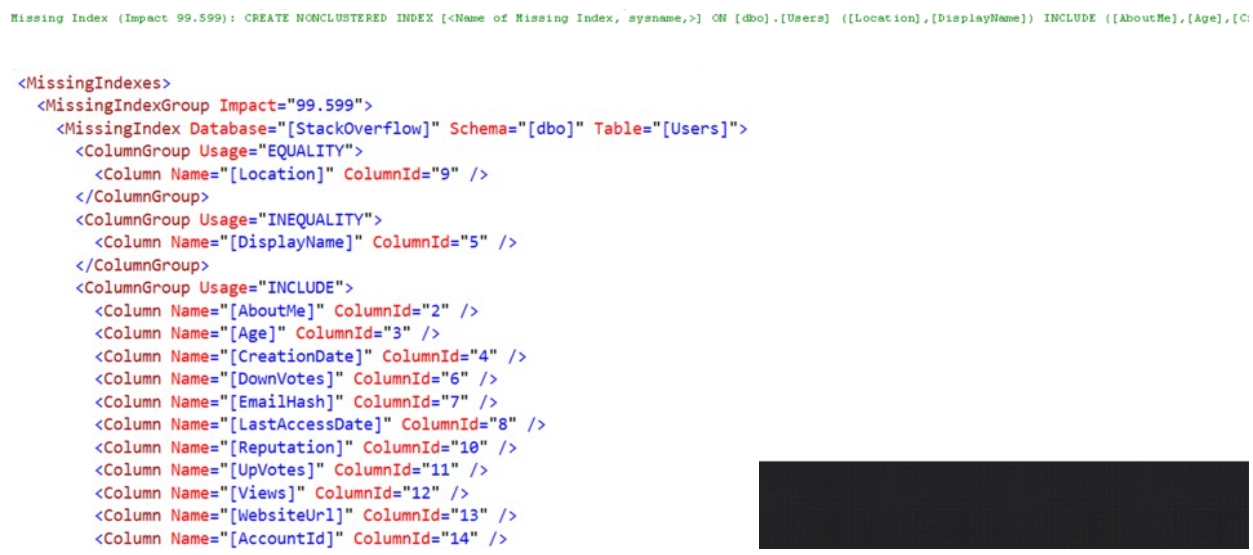 Missing Index (Impact 99.599): CREATE NONCLUSTERED INDEX [<Name of Missing Index, sysname,>] ON [dbo].[Users] ([Location],[DisplayName]) INCLUDE ([AboutMe],[Age],[C
<MissingIndexes>
<MissingIndexGroup Impact="99.599">
<MissingIndex Database="[StackOverflow]" Schema="[dbo]" Table="[Users]">
<ColumnGroup Usage="EQUALITY">
<Column Name="[Location]" ColumnId="9" />
</ColumnGroup>
<ColumnGroup Usage="INEQUALITY">
<Column Name="[DisplayName]" ColumnId="5" />
</ColumnGroup>
<ColumnGroup Usage="INCLUDE">
<Column Name="[AboutMe]" ColumnId="2" />
<Column Name="[Age]" ColumnId="3" />
<Column Name="[CreationDate]" ColumnId="4" />
<Column Name="[DownVotes]" ColumnId="6" />
<Column Name="[EmailHash]" ColumnId="7" />
<Column Name="[LastAccessDate]" ColumnId="8" />
<Column Name="[Reputation]" ColumnId="10" />
<Column Name="[UpVotes]" ColumnId="11" />
<Column Name="[Views]" ColumnId="12" />
<Column Name="[WebsiteUrl]" ColumnId="13" />
<Column Name="[AccountId]" ColumnId="14" />